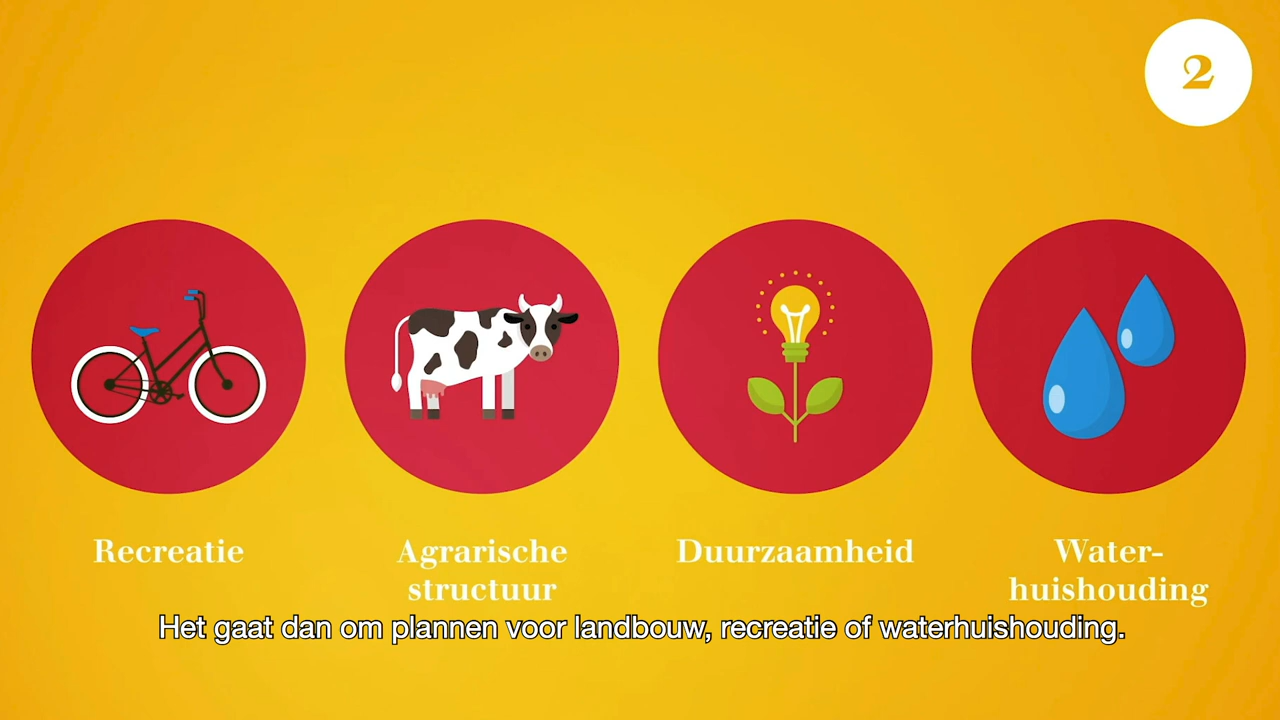 2
Recreatie
Agrarische
structuur
Duurzaamheid
Water-
huishouding
Het gaat dan om plannen voor landbouw, recreatie of waterhuishouding.